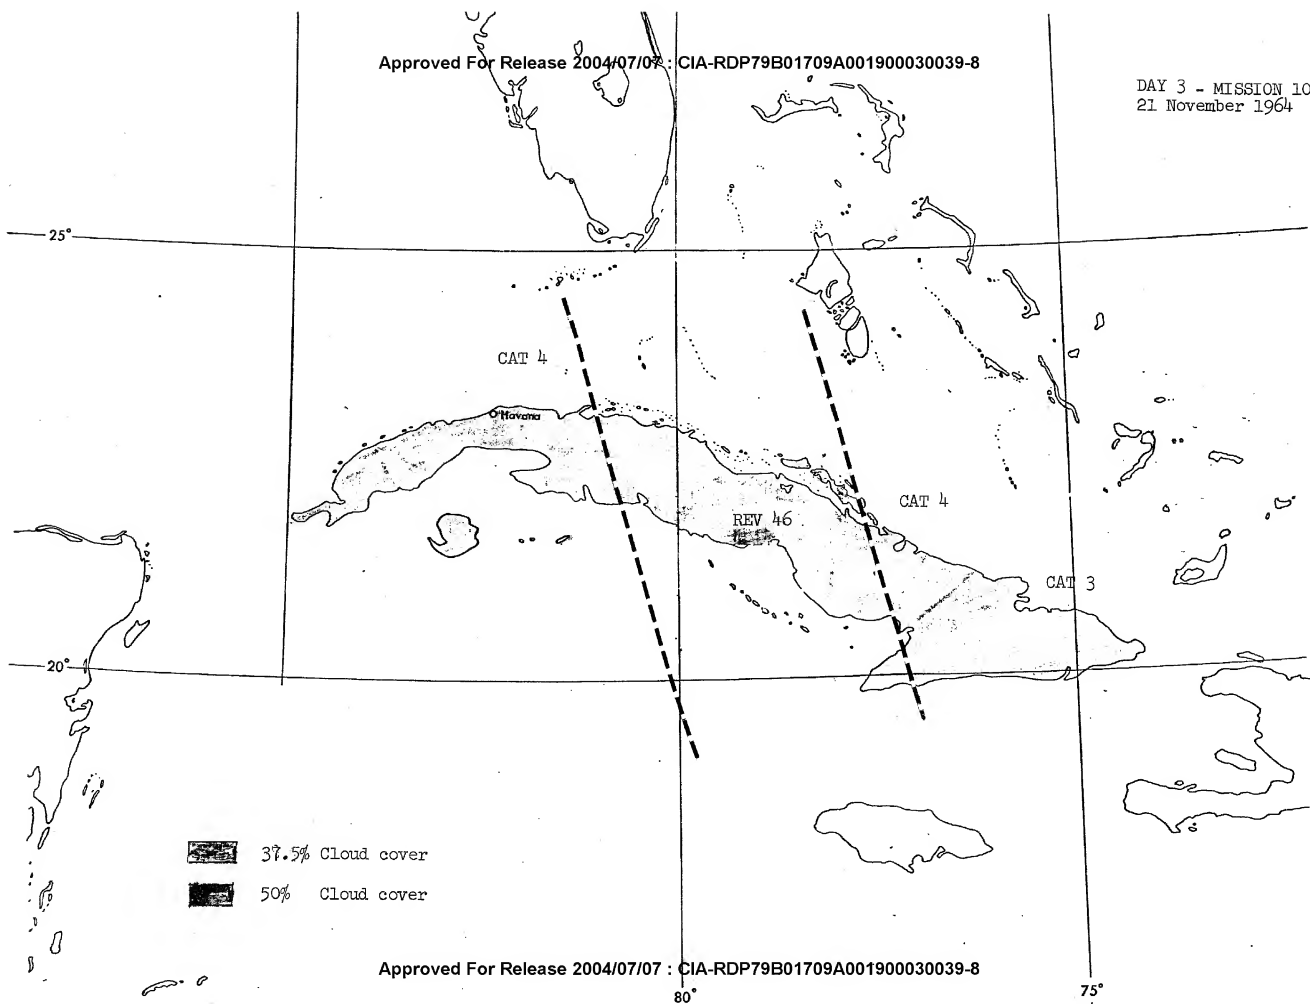 Approved For Release 2004/07/07 : CIA-RDP79B01709A001900030039-8
DAY 3 - MISSION 10
21 November 1964
25°
CAT 4
O Havana
CAT 4
REV 46
CAT 3
20°
37.5% Cloud cover
50% Cloud cover
Approved For Release 2004/07/07 : CIA-RDP79B01709A001900030039-8
80°
75°